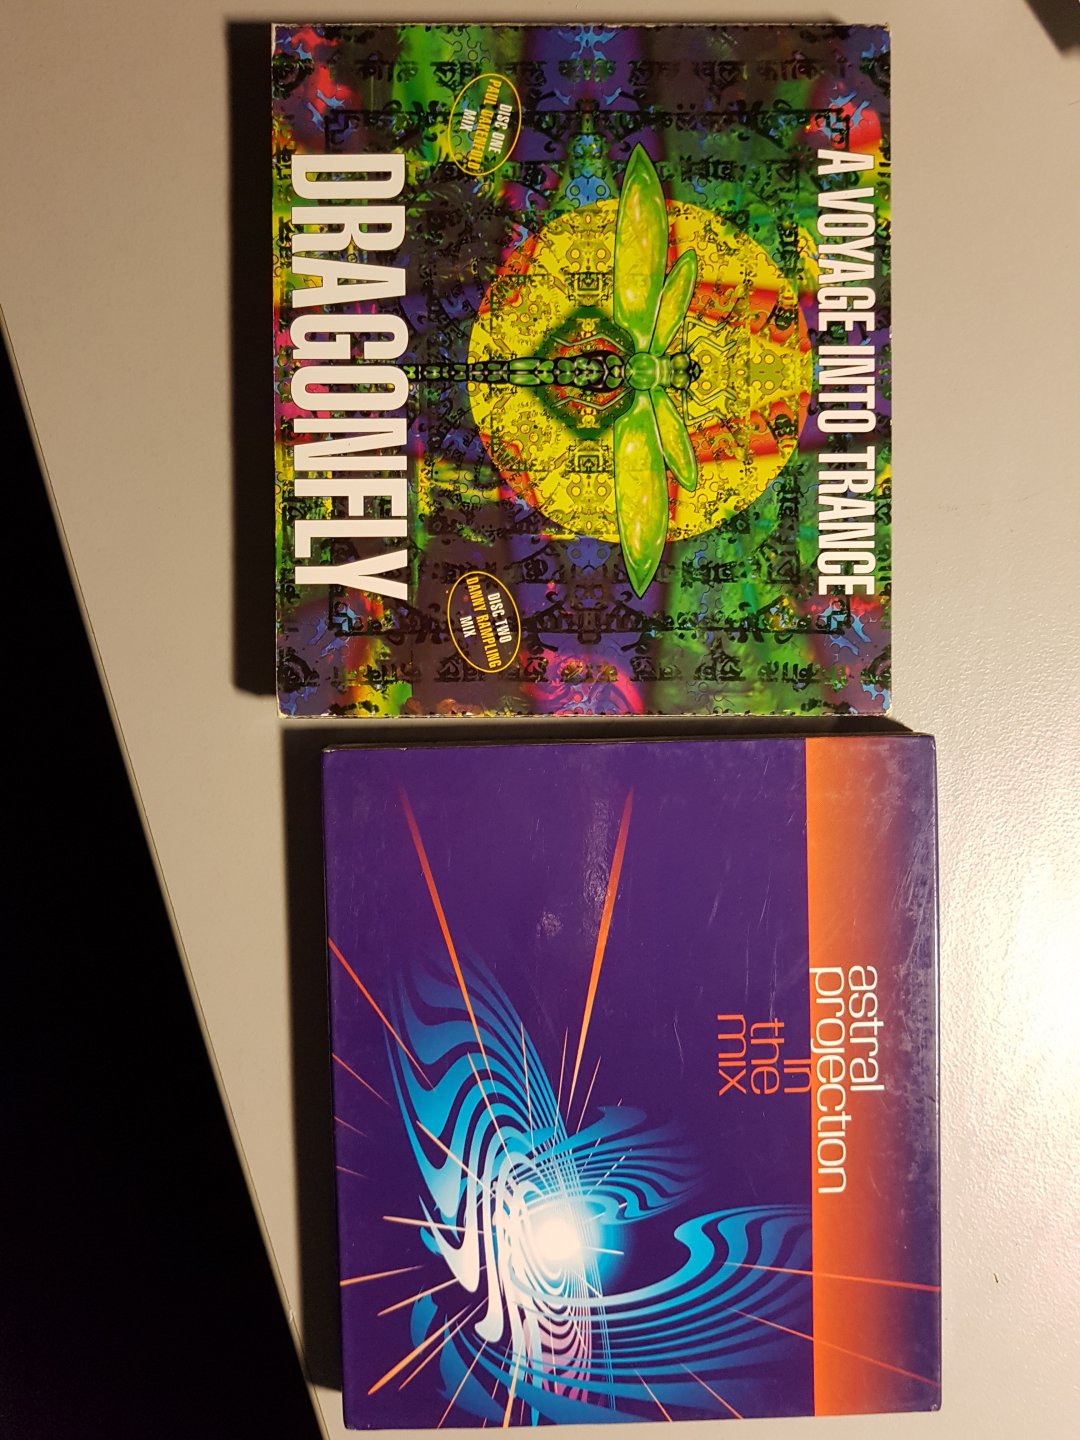 A VOYAGE INTO TRANCE
DISC ONE
PAUL OAKENFOLD
MIX
DISC TWO
DANNY RAMPLING
MIX
DRAGONFLY
astral
projection
in
the
mix